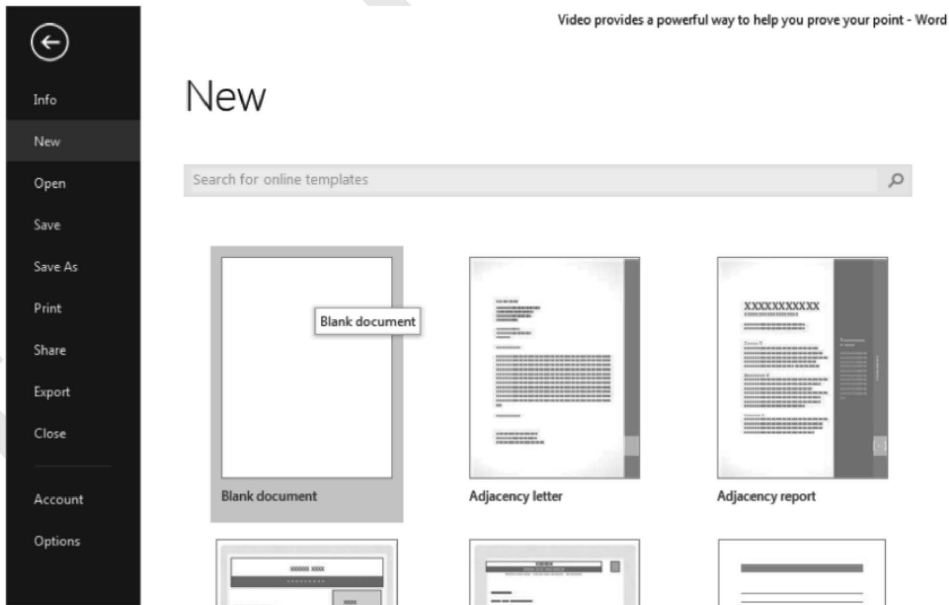 Video provides a powerful way to help you prove your point - Word
Info
New
Open
Save
Save As
Print
Share
Export
Close
Account
Options
New
Search for online templates
Blank document
Blank document
Adjacency letter
XXXXXXXXXXX
Adjacency report